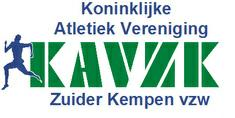 Koninklijke
Atletiek Vereniging
KAVZK
Zuider Kempen vzw